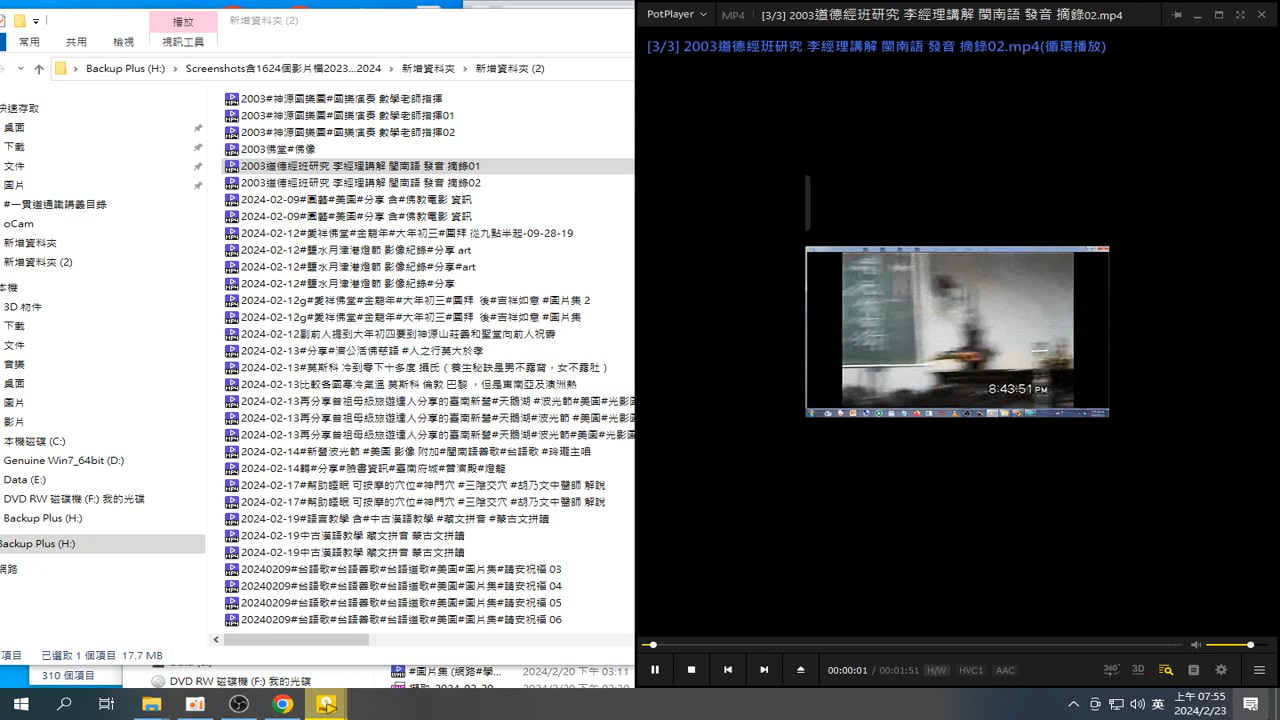 播放
新增資料夾 (2)
常用
共用
檢視
視訊工具
Backup Plus (H:) > Screenshots含1624個影片檔2023...2024 > 新增資料夾 > 新增資料夾 (2)
快速存取
桌面
下載
文件
圖片
#一貫道通識講義目錄
oCam
新增資料夾
新增資料夾 (2)
本機
3D 物件
下載
文件
音樂
桌面
圖片
影片
本機磁碟 (C:)
Genuine Win7_64bit (D:)
Data (E:)
DVD RW 磁碟機 (F:) 我的光碟
Backup Plus (H:)
Backup Plus (H:)
網路
2003#神源國樂團#國樂演奏 數學老師指揮
2003#神源國樂團#國樂演奏 數學老師指揮01
2003#神源國樂團#國樂演奏 數學老師指揮02
2003佛堂#佛像
2003道德經班研究 李經理講解 閩南語 發音 摘錄01
2003道德經班研究 李經理講解 閩南語 發音 摘錄02
2024-02-09#園藝#美圖#分享 含#佛教電影 資訊
2024-02-09#園藝#美圖#分享 含#佛教電影 資訊
2024-02-12#愛祥佛堂#金龍年#大年初三#團拜 從九點半起-09-28-19
2024-02-12#鹽水月津港燈節 影像紀錄#分享 art
2024-02-12#鹽水月津港燈節 影像紀錄#分享#art
2024-02-12#鹽水月津港燈節 影像紀錄#分享
2024-02-12g#愛祥佛堂#金龍年#大年初三#團拜 後#吉祥如意 #圖片集 2
2024-02-12g#愛祥佛堂#金龍年#大年初三#團拜 後#吉祥如意 #圖片集
2024-02-12副前人提到大年初四要到神源山莊義和聖堂向前人祝壽
2024-02-13#分享#濟公活佛慈語 #人之行莫大於孝
2024-02-13#莫斯科 冷到零下十多度 攝氏（養生秘訣是男不露背，女不露肚）
2024-02-13比較各國寒冷氣溫 莫斯科 倫敦 巴黎 ，但是東南亞及澳洲熱
2024-02-13再分享曾祖母級旅遊達人分享的臺南新營#天鵝湖 #波光節#美圖#光影
2024-02-13再分享曾祖母級旅遊達人分享的臺南新營#天鵝湖#波光節#美圖#光影
2024-02-13再分享曾祖母級旅遊達人分享的臺南新營#天鵝湖#波光節#美圖#光影
2024-02-14#新營波光節 #美圖 影像 附加#閩南語善歌#台語歌 #玲瓏主唱
2024-02-14轉#分享#臉書資訊#臺南府城#普濟殿#燈籠
2024-02-17#幫助睡眠 可按摩的穴位#神門穴 #三陰交穴 #胡乃文中醫師 解說
2024-02-17#幫助睡眠 可按摩的穴位#神門穴 #三陰交穴 #胡乃文中醫師 解說
2024-02-19#語言教學 含#中古漢語教學 #藏文拼音 #蒙古文拼讀
2024-02-19中古漢語教學 藏文拼音 蒙古文拼讀
2024-02-19中古漢語教學 藏文拼音 蒙古文拼讀
20240209#台語歌#台語善歌#台語道歌#美圖#圖片集#請安祝福 03
20240209#台語歌#台語善歌#台語道歌#美圖#圖片集#請安祝福 04
20240209#台語歌#台語善歌#台語道歌#美圖#圖片集#請安祝福 05
20240209#台語歌#台語善歌#台語道歌#美圖#圖片集#請安祝福 06
項目 已選取 1 個項目 17.7 MB
310 個項目
DVD RW 磁碟機 (F:) 我的光碟
#圖片集 (網路#學...
2024/2/20 下午 03:11
PotPlayer
MP4
[3/3] 2003道德經班研究 李經理講解 閩南語 發音 摘錄02.mp4
[3/3] 2003道德經班研究 李經理講解 閩南語 發音 摘錄02.mp4(循環播放)
8:43:51 PM
00:00:01 / 00:01:51 H/W HVC1 AAC
360° 3D
英
上午 07:55
2024/2/23